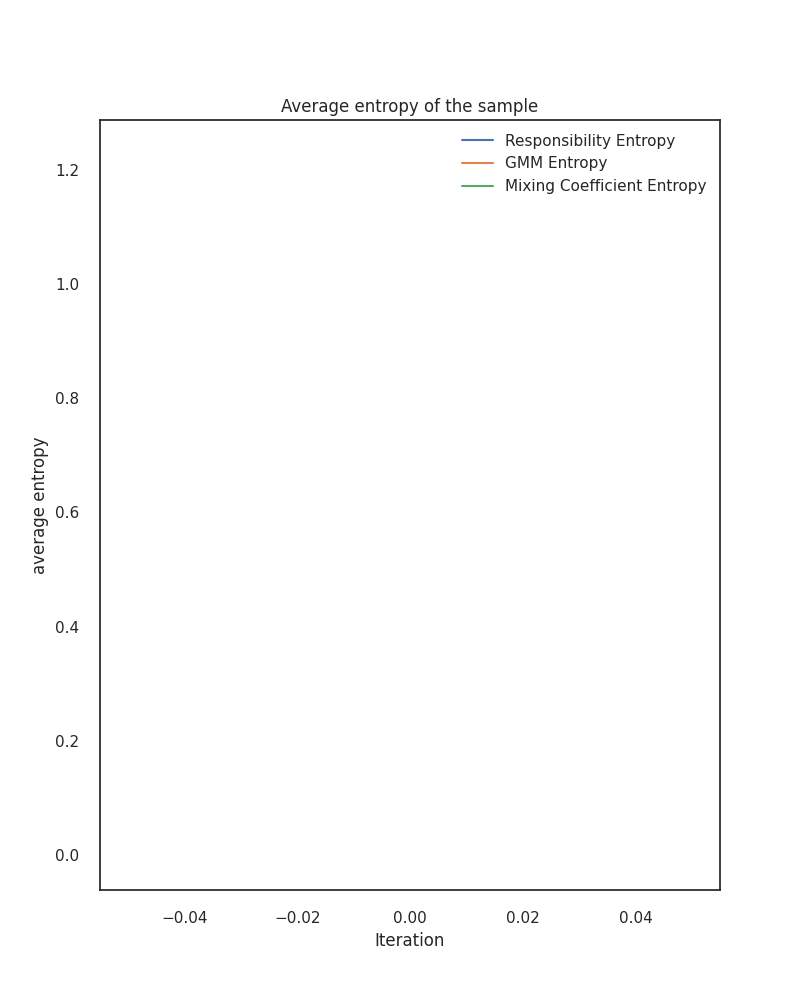 Average entropy of the sample
Responsibility Entropy
GMM Entropy
Mixing Coefficient Entropy
1.2
1.0
0.8
0.6
0.4
0.2
0.0
average entropy
−0.04
−0.02
0.00
0.02
0.04
Iteration